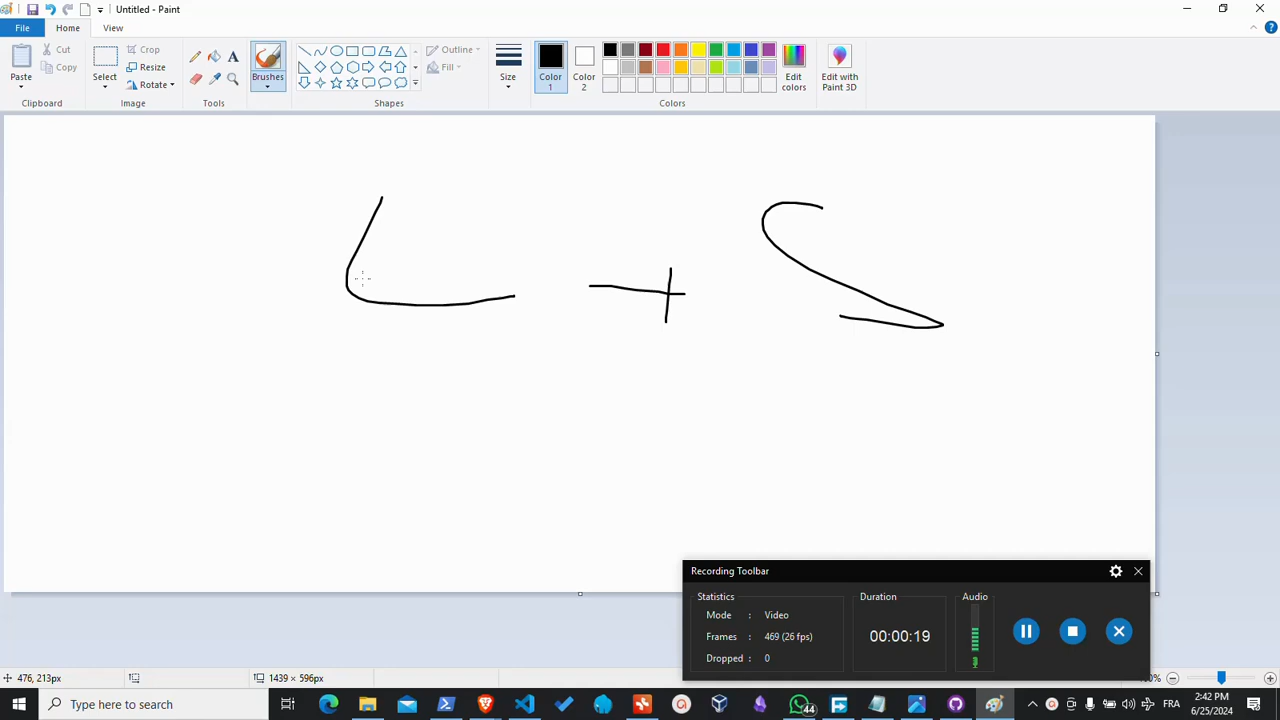 Untitled - Paint
File Home View
Paste Cut Copy Clipboard
Select Crop Resize Rotate Image
Tools
Brushes
Outline Fill Shapes
Size
Color 1 Color 2 Edit colors Colors
Edit with Paint 3D
L + S
Recording Toolbar
Statistics Duration Audio
Mode : Video
Frames : 469 (26 fps) 00:00:19
Dropped : 0
476, 213px 1439 × 596px
Type here to search 44 FRA 2:42 PM 6/25/2024